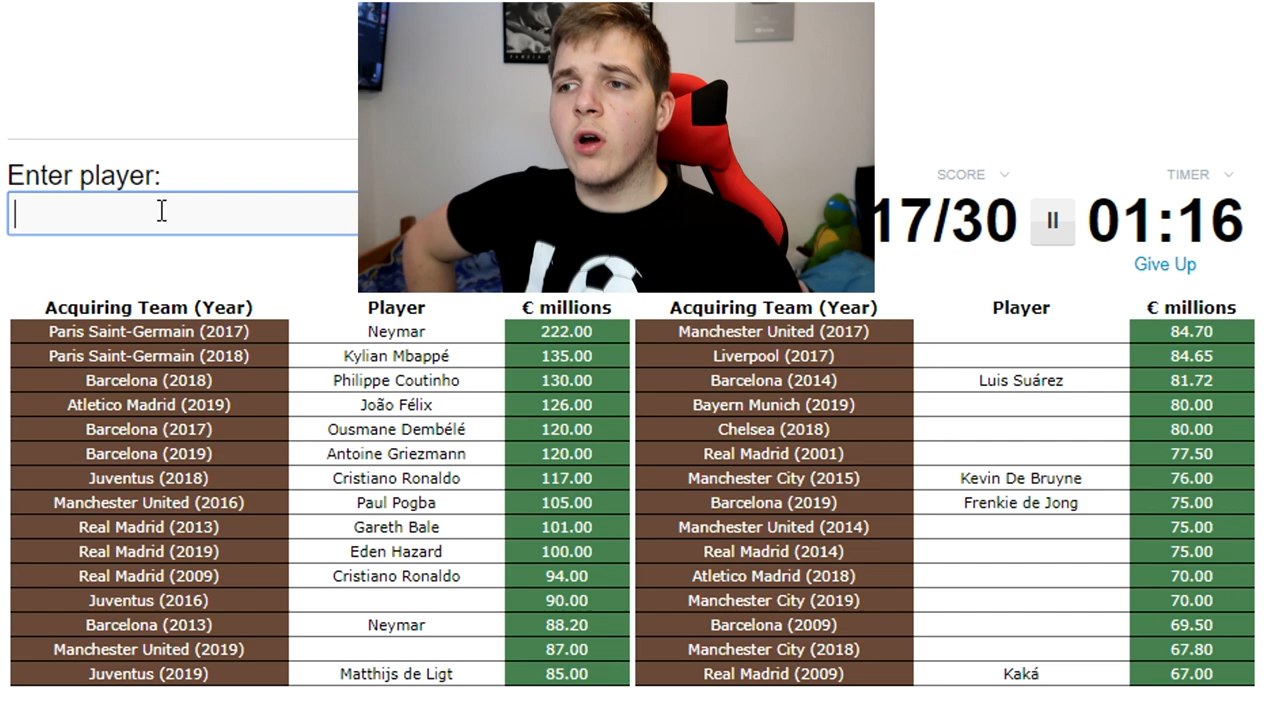 Enter player:
SCORE TIMER
17/30 01:16
Give Up
Acquiring Team (Year) Player € millions Acquiring Team (Year) Player € millions
Paris Saint-Germain (2017) Neymar 222.00 Manchester United (2017) 84.70
Paris Saint-Germain (2018) Kylian Mbappé 135.00 Liverpool (2017) 84.65
Barcelona (2018) Philippe Coutinho 130.00 Barcelona (2014) Luis Suárez 81.72
Atletico Madrid (2019) João Félix 126.00 Bayern Munich (2019) 80.00
Barcelona (2017) Ousmane Dembélé 120.00 Chelsea (2018) 80.00
Barcelona (2019) Antoine Griezmann 120.00 Real Madrid (2001) 77.50
Juventus (2018) Cristiano Ronaldo 117.00 Manchester City (2015) Kevin De Bruyne 76.00
Manchester United (2016) Paul Pogba 105.00 Barcelona (2019) Frenkie de Jong 75.00
Real Madrid (2013) Gareth Bale 101.00 Manchester United (2014) 75.00
Real Madrid (2019) Eden Hazard 100.00 Real Madrid (2014) 75.00
Real Madrid (2009) Cristiano Ronaldo 94.00 Atletico Madrid (2018) 70.00
Juventus (2016) 90.00 Manchester City (2019) 70.00
Barcelona (2013) Neymar 88.20 Barcelona (2009) 69.50
Manchester United (2019) 87.00 Manchester City (2018) 67.80
Juventus (2019) Matthijs de Ligt 85.00 Real Madrid (2009) Kaká 67.00